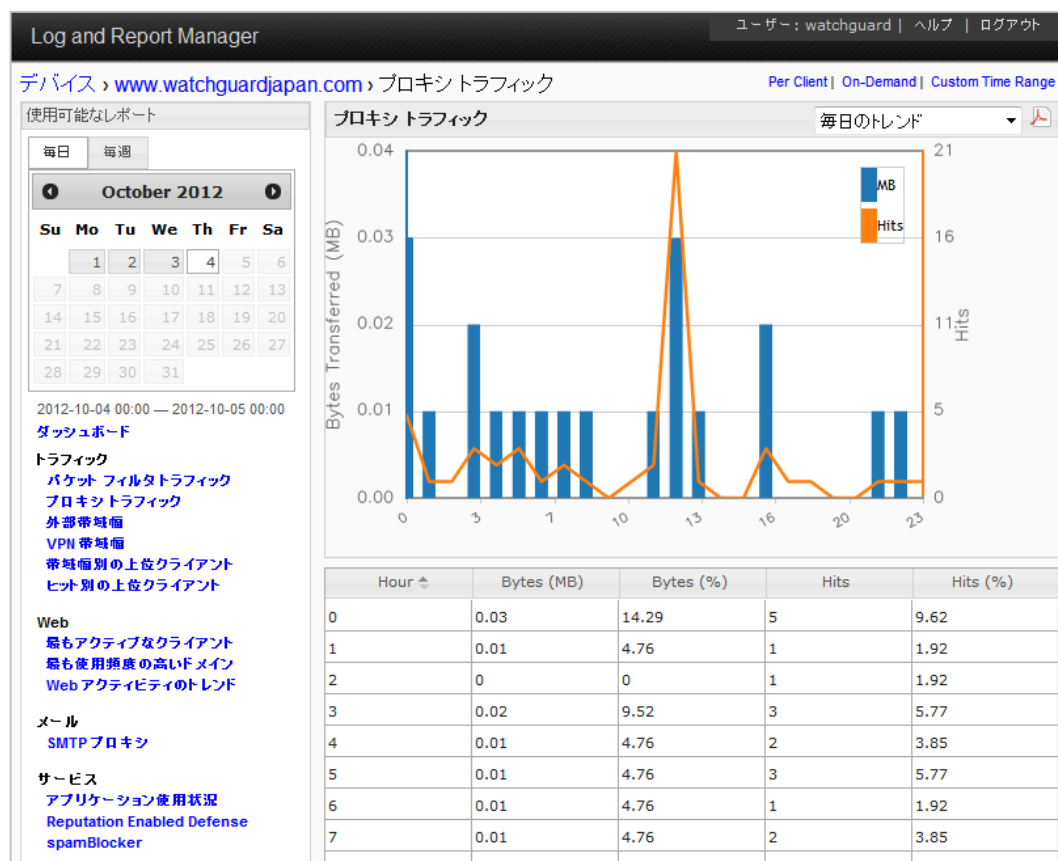 Log and Report Manager
ユーザー: watchguard | ヘルプ | ログアウト
デバイス › www.watchguardjapan.com › プロキシ トラフィック
Per Client | On-Demand | Custom Time Range
使用可能なレポート
毎日 毎週
October 2012
Su Mo Tu We Th Fr Sa
1 2 3 4 5 6
7 8 9 10 11 12 13
14 15 16 17 18 19 20
21 22 23 24 25 26 27
28 29 30 31
2012-10-04 00:00 — 2012-10-05 00:00
ダッシュボード
トラフィック
パケット フィルタ トラフィック
プロキシ トラフィック
外部帯域幅
VPN 帯域幅
帯域幅別の上位クライアント
ヒット別の上位クライアント
Web
最もアクティブなクライアント
最も使用頻度の高いドメイン
Web アクティビティのトレンド
メール
SMTP プロキシ
サービス
アプリケーション使用状況
Reputation Enabled Defense
spamBlocker
プロキシ トラフィック
毎日のトレンド
0.04
0.03
0.02
0.01
0.00
Bytes Transferred (MB)
21
16
11
5
0
Hits
MB
Hits
0 3 7 10 13 16 20 23
Hour Bytes (MB) Bytes (%) Hits Hits (%)
0 0.03 14.29 5 9.62
1 0.01 4.76 1 1.92
2 0 0 1 1.92
3 0.02 9.52 3 5.77
4 0.01 4.76 2 3.85
5 0.01 4.76 3 5.77
6 0.01 4.76 1 1.92
7 0.01 4.76 2 3.85